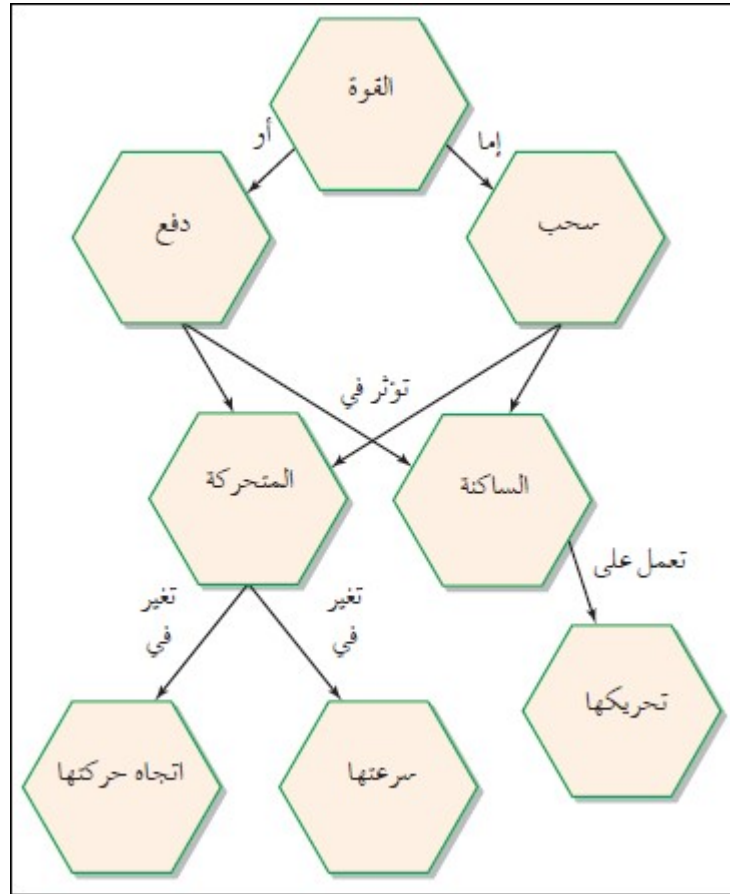 القوة
إما
أو
سحب
دفع
تؤثر في
الساكنة
المتحركة
تعمل على
تغير
في
تغير
في
تحريكها
سرعتها
اتجاه حركتها